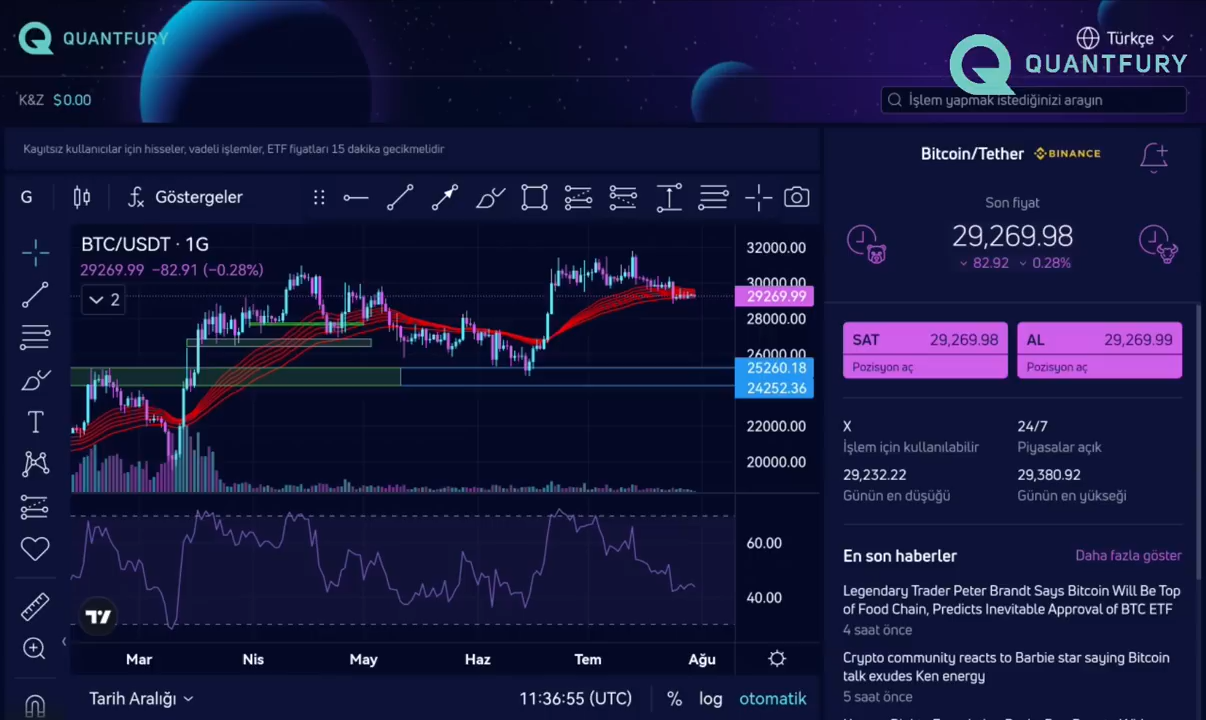 QUANTFURY
Türkçe
QUANTFURY
K&Z $0.00
İşlem yapmak istediğinizi arayın
Kayıtsız kullanıcılar için hisseler, vadeli işlemler, ETF fiyatları 15 dakika gecikmelidir
Bitcoin/Tether BINANCE
G
Göstergeler
Son fiyat
29,269.98
82.92 0.28%
BTC/USDT · 1G
29269.99 −82.91 (−0.28%)
2
32000.00
30000.00
29269.99
28000.00
26000.00
25260.18
24252.36
22000.00
20000.00
60.00
40.00
Mar Nis May Haz Tem Ağu
Tarih Aralığı
11:36:55 (UTC)
% log otomatik
SAT 29,269.98
Pozisyon aç
AL 29,269.99
Pozisyon aç
X
İşlem için kullanılabilir
24/7
Piyasalar açık
29,232.22
Günün en düşüğü
29,380.92
Günün en yükseği
En son haberler
Daha fazla göster
Legendary Trader Peter Brandt Says Bitcoin Will Be Top
of Food Chain, Predicts Inevitable Approval of BTC ETF
4 saat önce
Crypto community reacts to Barbie star saying Bitcoin
talk exudes Ken energy
5 saat önce